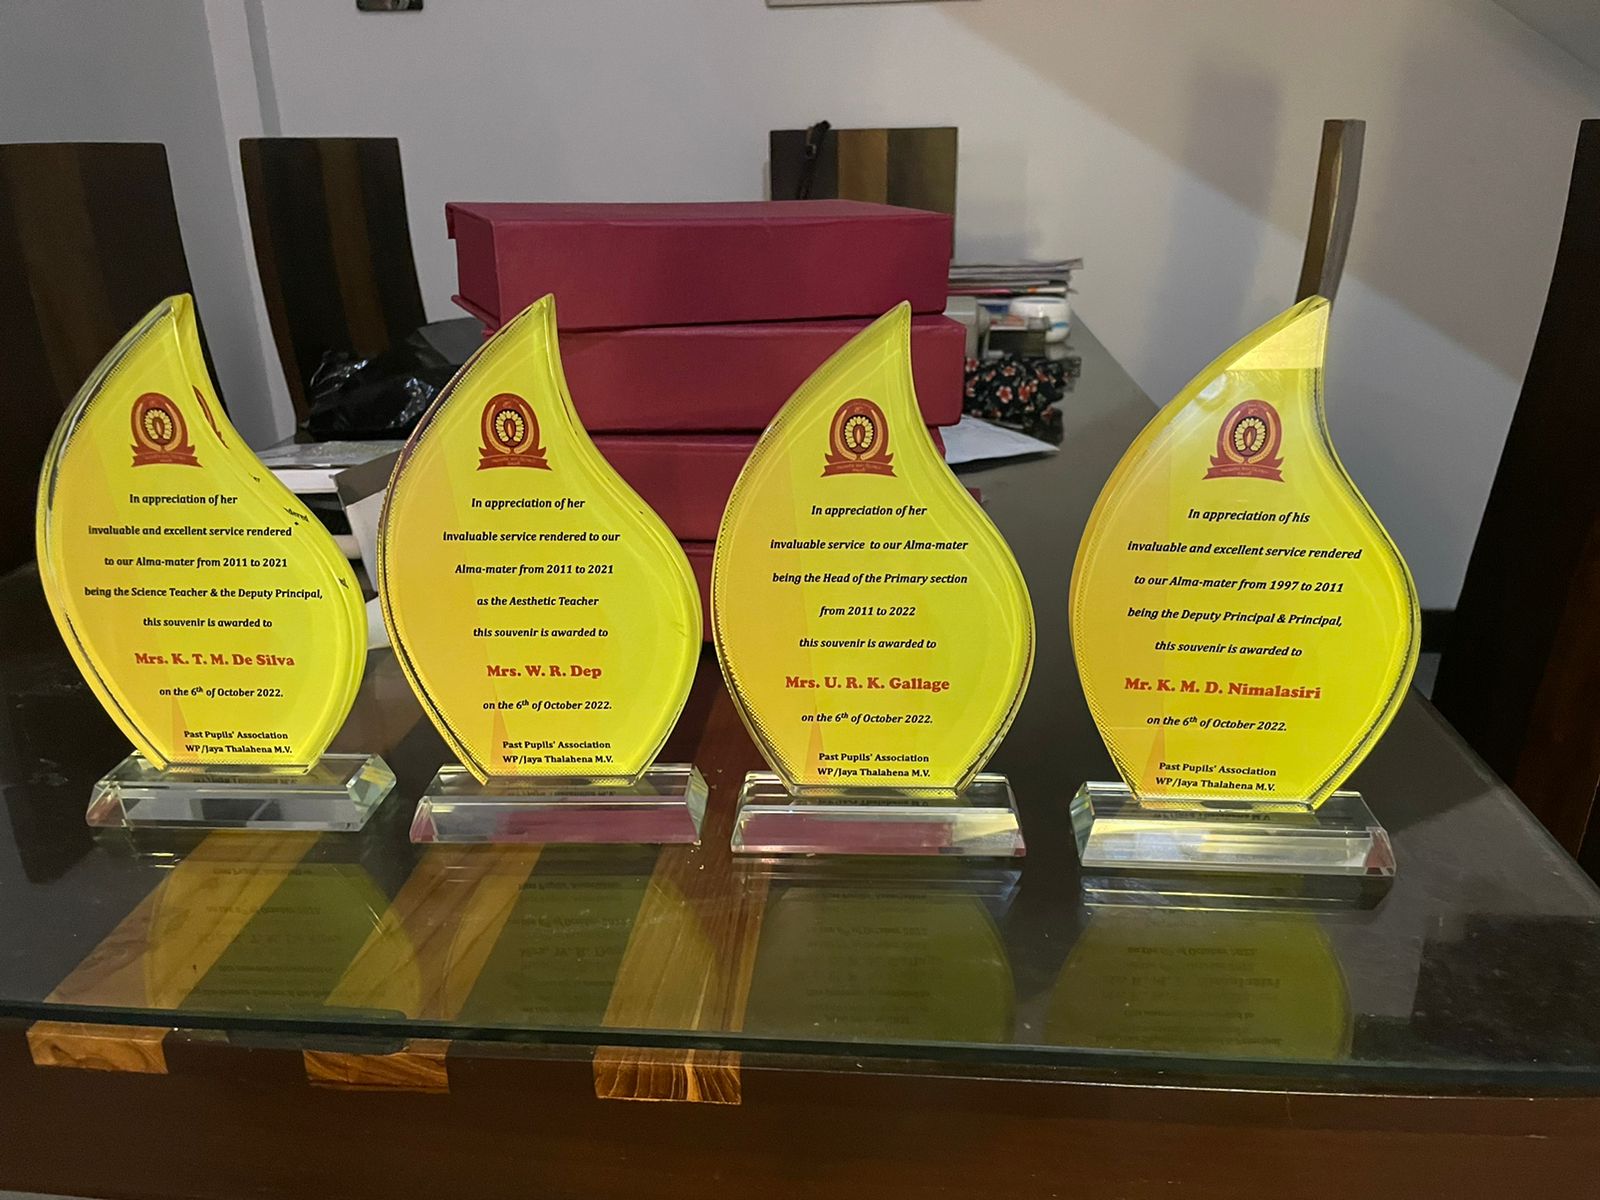 In appreciation of her
invaluable and excellent service rendered
to our Alma-mater from 2011 to 2021
being the Science Teacher & the Deputy Principal,
this souvenir is awarded to
Mrs. K. T. M. De Silva
on the 6th of October 2022.
Past Pupils' Association
WP/Jaya Thalahena M.V.
In appreciation of her
invaluable service rendered to our
Alma-mater from 2011 to 2021
as the Aesthetic Teacher
this souvenir is awarded to
Mrs. W. R. Dep
on the 6th of October 2022.
Past Pupils' Association
WP/Jaya Thalahena M.V.
In appreciation of her
invaluable service to our Alma-mater
being the Head of the Primary section
from 2011 to 2022
this souvenir is awarded to
Mrs. U. R. K. Gallage
on the 6th of October 2022.
Past Pupils' Association
WP/Jaya Thalahena M.V.
In appreciation of his
invaluable and excellent service rendered
to our Alma-mater from 1997 to 2011
being the Deputy Principal & Principal,
this souvenir is awarded to
Mr. K. M. D. Nimalasiri
on the 6th of October 2022.
Past Pupils' Association
WP/Jaya Thalahena M.V.